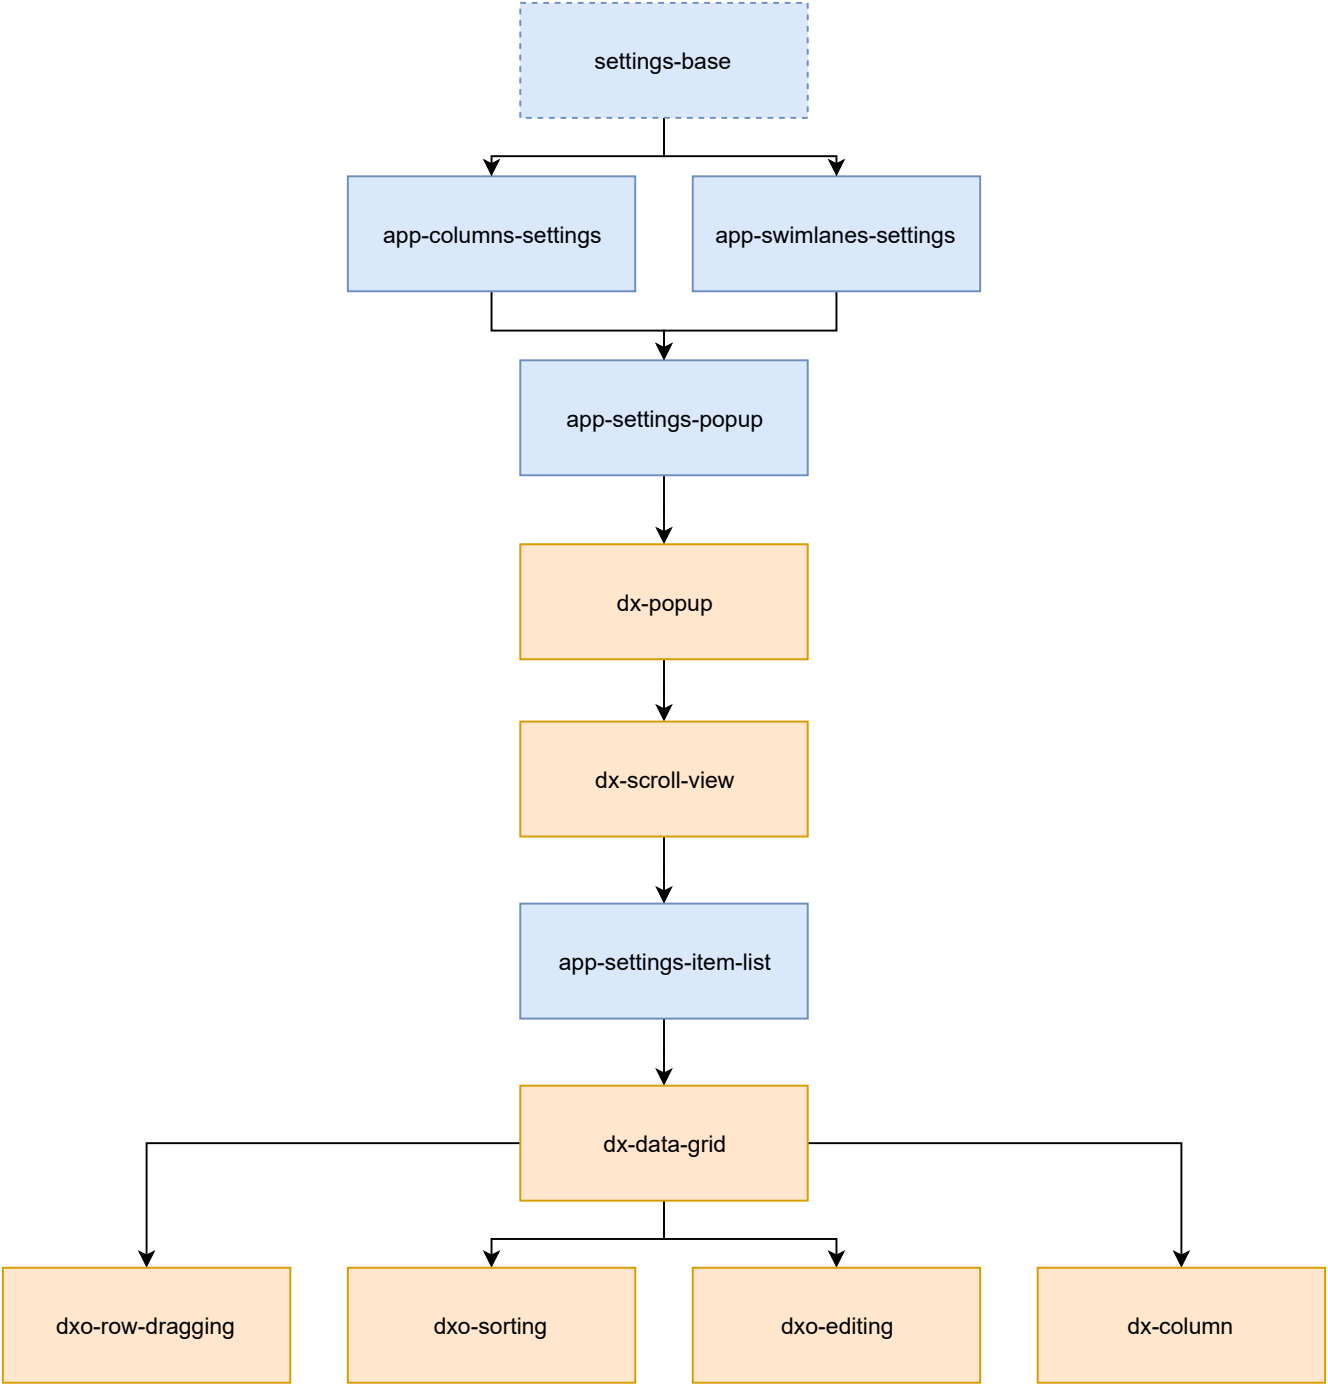 settings-base
app-columns-settings
app-swimlanes-settings
app-settings-popup
dx-popup
dx-scroll-view
app-settings-item-list
dx-data-grid
dxo-row-dragging
dxo-sorting
dxo-editing
dx-column